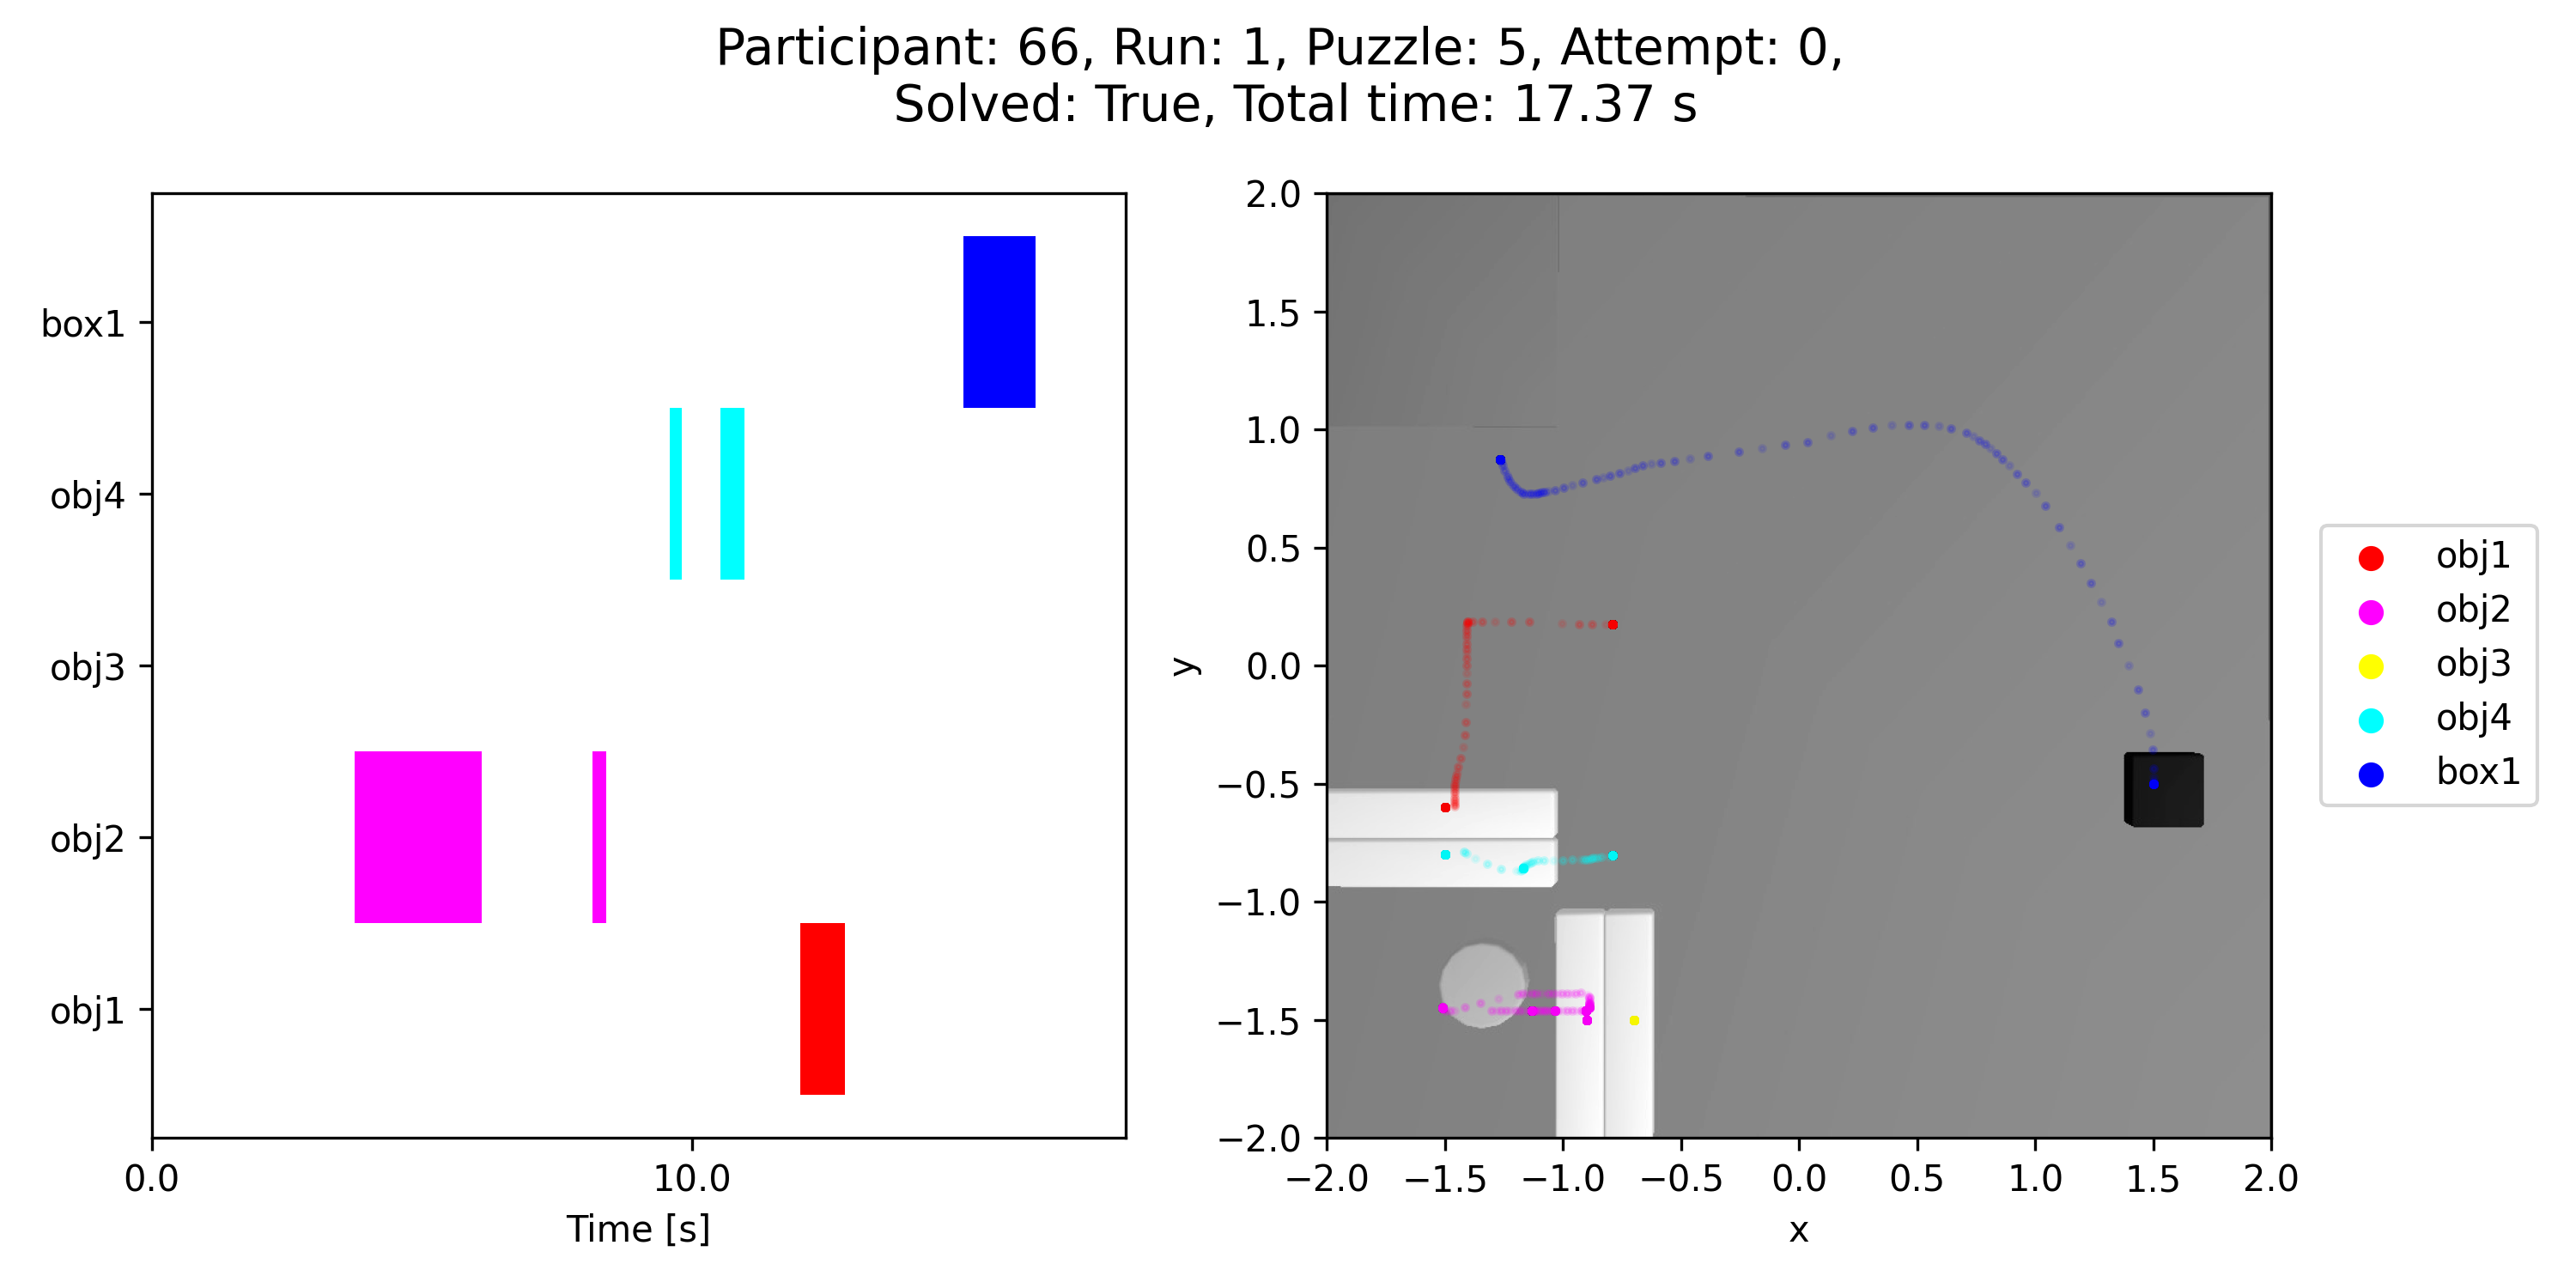 Participant: 66, Run: 1, Puzzle: 5, Attempt: 0,
Solved: True, Total time: 17.37 s
box1
obj4
obj3
obj2
obj1
0.0
10.0
Time [s]
2.0
1.5
1.0
0.5
0.0
−0.5
−1.0
−1.5
−2.0
y
−2.0
−1.5
−1.0
−0.5
0.0
0.5
1.0
1.5
2.0
x
obj1
obj2
obj3
obj4
box1